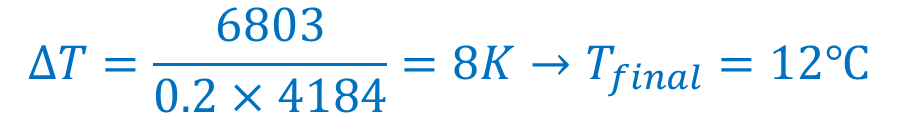 ΔT = 6803 / 0.2 × 4184 = 8K → T_final = 12°C